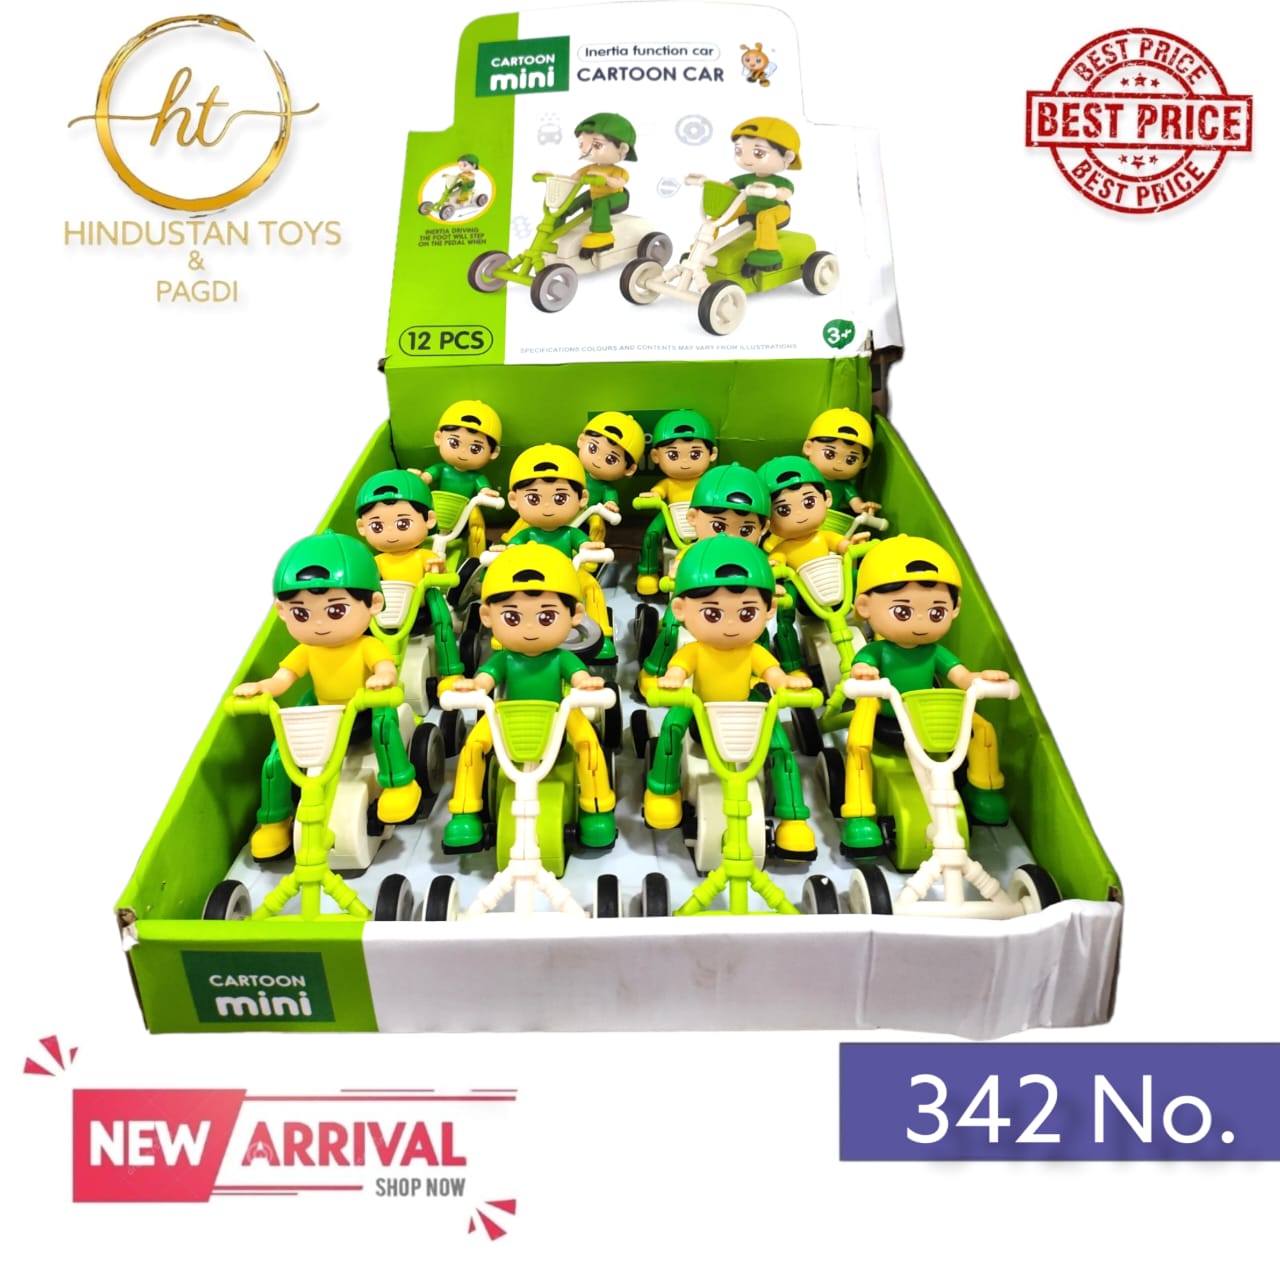 ht
HINDUSTAN TOYS
&
PAGDI
CARTOON
mini
Inertia function car
CARTOON CAR
BEST PRICE
BEST PRICE
BEST PRICE
INERTIA DRIVING
THE FOOT WILL STEP
ON THE PEDAL WHEN
12 PCS
3+
SPECIFICATIONS COLOURS AND CONTENTS MAY VARY FROM ILLUSTRATIONS
CARTOON
mini
NEW ARRIVAL
SHOP NOW
342 No.